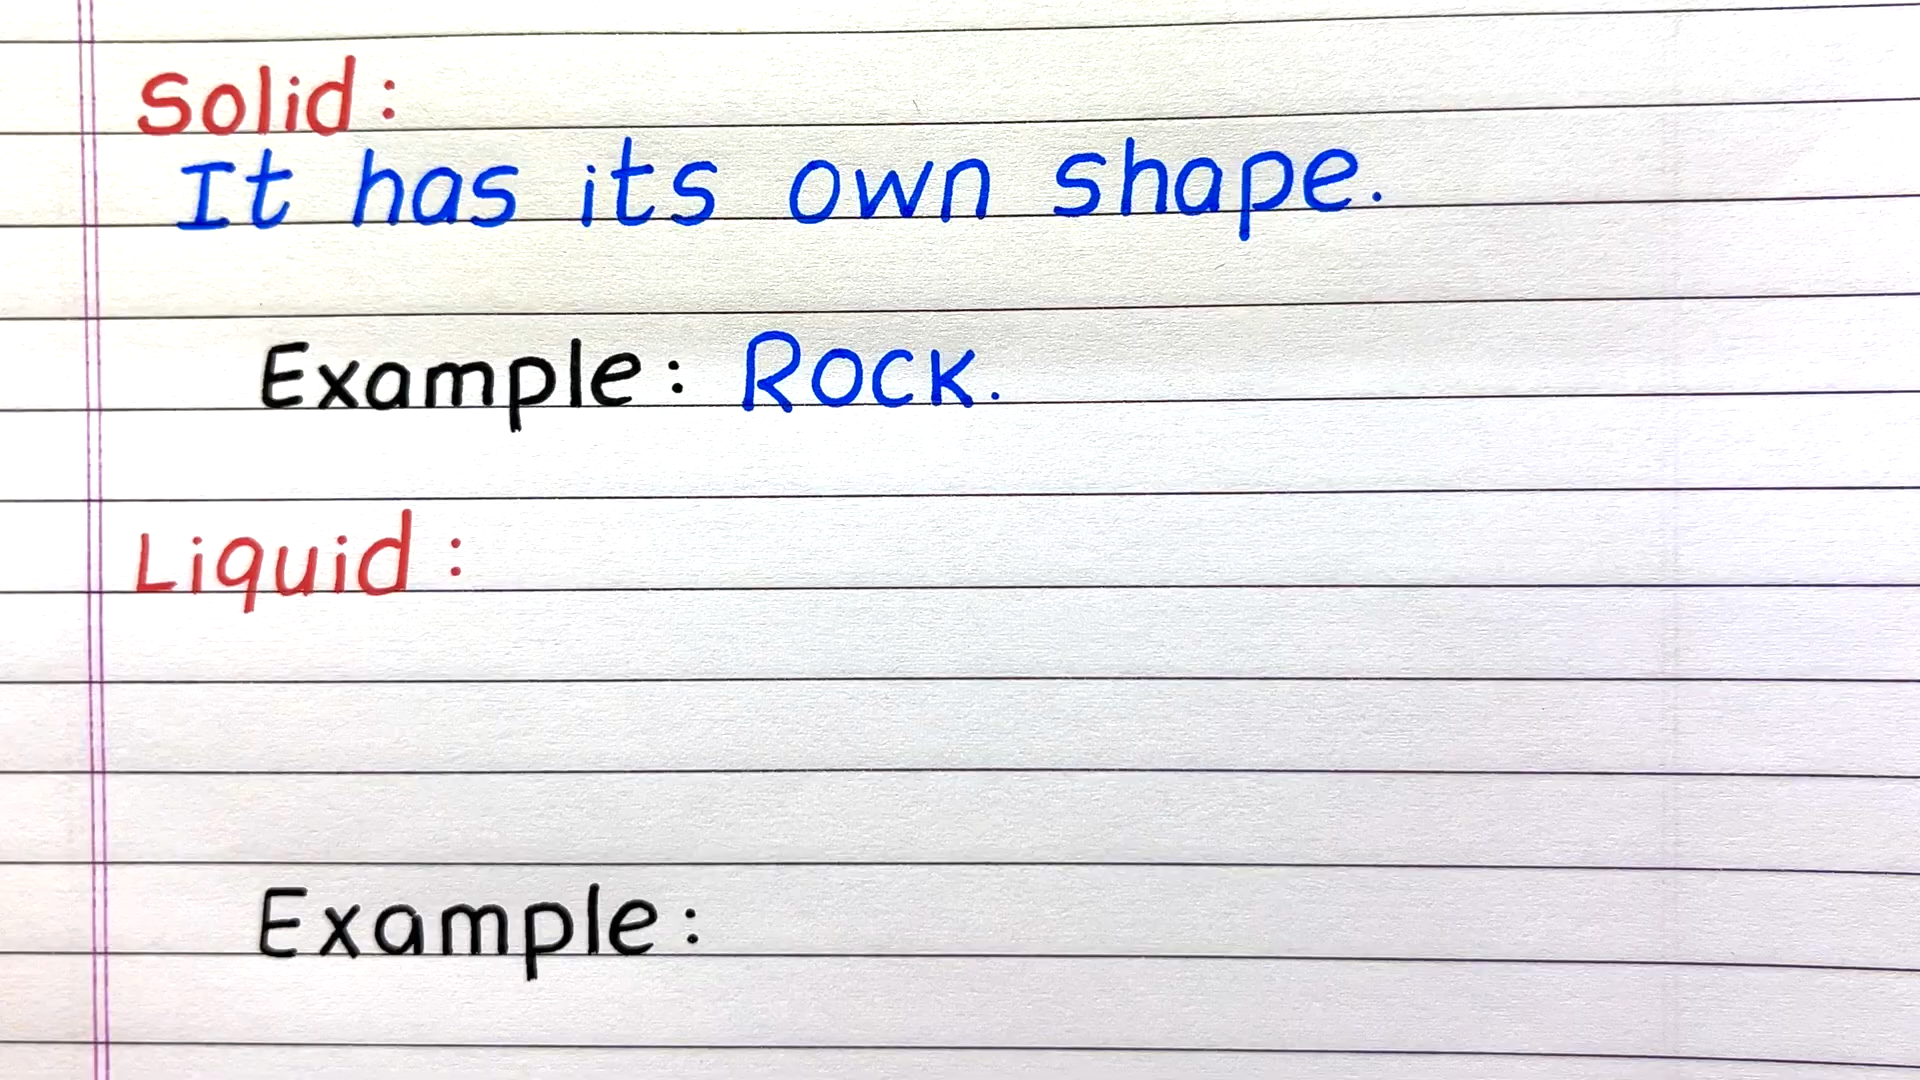 Solid:
It has its own shape.
Example: Rock.
Liquid:
Example: